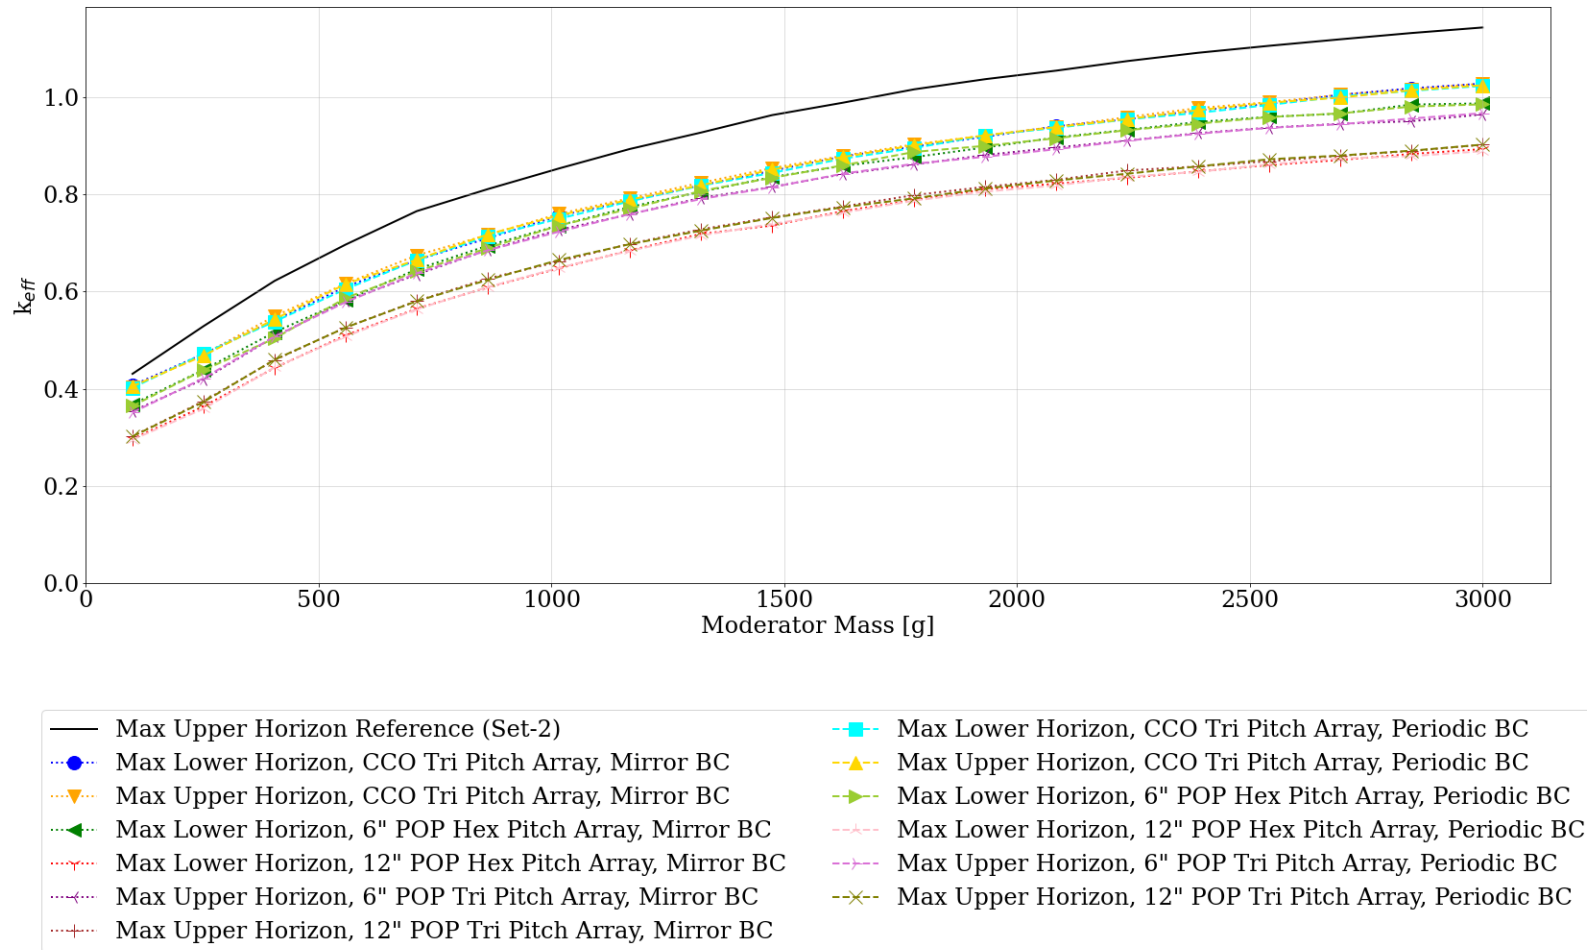 1.0
0.8
0.6
0.4
0.2
0.0
k_eff
0 500 1000 1500 2000 2500 3000
Moderator Mass [g]
Max Upper Horizon Reference (Set-2)
Max Lower Horizon, CCO Tri Pitch Array, Mirror BC
Max Upper Horizon, CCO Tri Pitch Array, Mirror BC
Max Lower Horizon, 6" POP Hex Pitch Array, Mirror BC
Max Lower Horizon, 12" POP Hex Pitch Array, Mirror BC
Max Upper Horizon, 6" POP Tri Pitch Array, Mirror BC
Max Upper Horizon, 12" POP Tri Pitch Array, Mirror BC
Max Lower Horizon, CCO Tri Pitch Array, Periodic BC
Max Upper Horizon, CCO Tri Pitch Array, Periodic BC
Max Lower Horizon, 6" POP Hex Pitch Array, Periodic BC
Max Lower Horizon, 12" POP Hex Pitch Array, Periodic BC
Max Upper Horizon, 6" POP Tri Pitch Array, Periodic BC
Max Upper Horizon, 12" POP Tri Pitch Array, Periodic BC